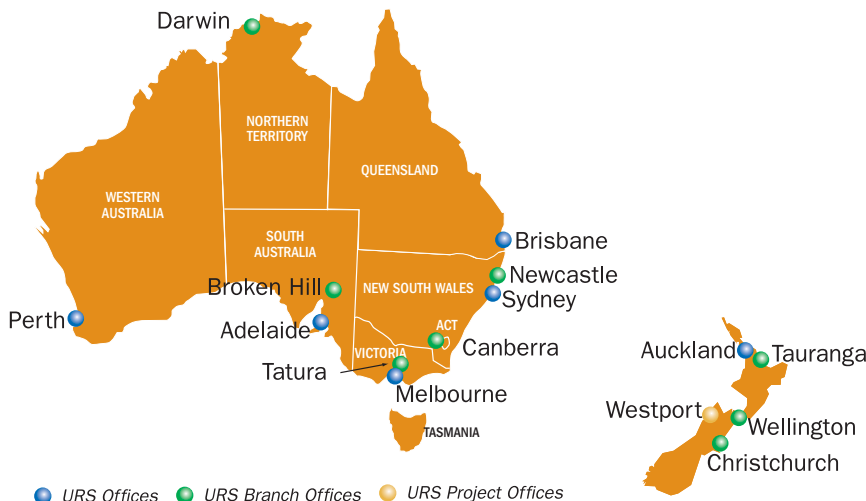 Darwin
NORTHERN
TERRITORY
QUEENSLAND
WESTERN
AUSTRALIA
SOUTH
AUSTRALIA
Brisbane
Newcastle
Broken Hill
NEW SOUTH WALES
Sydney
Perth
Adelaide
ACT
Canberra
VICTORIA
Tatura
Melbourne
TASMANIA
Auckland
Tauranga
Westport
Wellington
Christchurch
URS Offices
URS Branch Offices
URS Project Offices